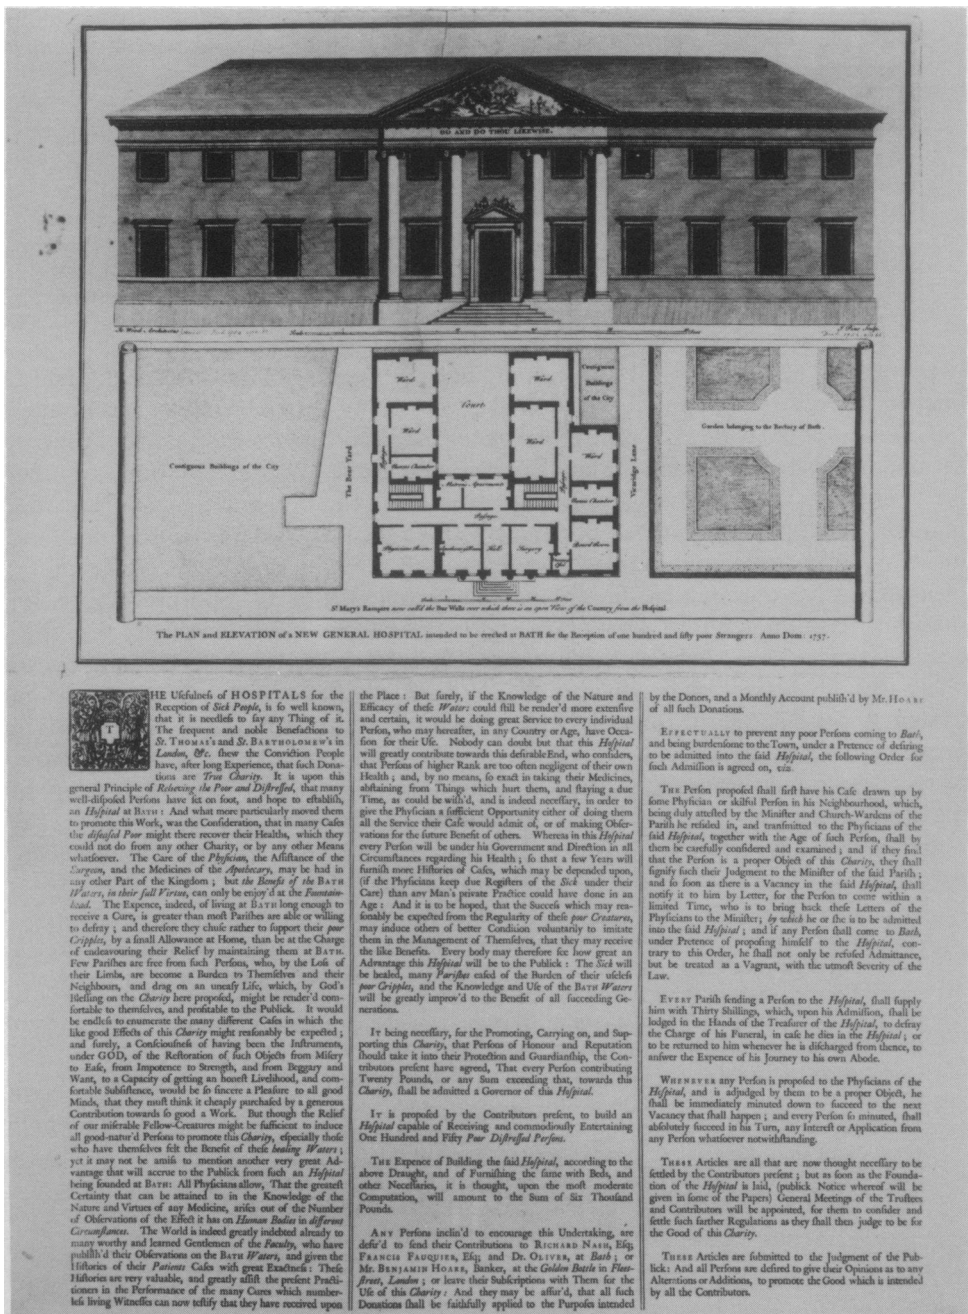 GO AND DO THOU LIKEWISE.
Jn. Wood, Architectus
Scale
J. Pine Sculp.
Ward
Ward
Court.
Ward
Ward
Contiguous Buildings
of the City
Ward
Garden belonging to the Rectory of Bath.
Contiguous Buildings of the City
The Bear Yard
Vicaridge Lane
Passage
Passage
Nurses Chamber
Matrons Apartments
Nurses Chamber
Passage
Physicians Room
Hall
Surgery
Board Room
St. Mary's Rampire now call'd the Bear Walks over which there is an open View of the Country from the Hospital
The PLAN and ELEVATION of a NEW GENERAL HOSPITAL intended to be erected at BATH for the Reception of one hundred and fifty poor Strangers Anno Dom: 1737.
THE Uſefulneſs of HOSPITALS for the
Reception of Sick People, is ſo well known,
that it is needleſs to ſay any Thing of it.
The frequent and noble Benefactions to
St. THOMAS's and St. BARTHOLOMEW's in
London, &c. ſhew the Conviction People
have, after long Experience, that ſuch Dona-
tions are True Charity. It is upon this
general Principle of Relieving the Poor and Diſtreſſed, that many
well-diſpoſed Perſons have ſet on foot, and hope to eſtabliſh,
an Hoſpital at BATH: And what more particularly moved them
to promote this Work, was the Conſideration, that in many Caſes
the diſeaſed Poor might there recover their Healths, which they
could not do from any other Charity, or by any other Means
whatſoever. The Care of the Phyſician, the Aſſiſtance of the
Surgeon, and the Medicines of the Apothecary, may be had in
any other Part of the Kingdom; but the Benefit of the BATH
Waters, in their full Virtue, can only be enjoy'd at the Fountain-
head. The Expence, indeed, of living at BATH long enough to
receive a Cure, is greater than moſt Pariſhes are able or willing
to defray; and therefore they chuſe rather to ſupport their poor
Cripples, by a ſmall Allowance at Home, than be at the Charge
of endeavouring their Relief by maintaining them at BATH.
Few Pariſhes are free from ſuch Perſons, who, by the Loſs of
their Limbs, are become a Burden to Themſelves and their
Neighbours, and drag on an uneaſy Life, which, by God's
Bleſſing on the Charity here propoſed, might be render'd com-
fortable to themſelves, and profitable to the Publick. It would
be endleſs to enumerate the many different Caſes in which the
like good Effects of this Charity might reaſonably be expected;
and ſurely, a Conſciouſneſs of having been the Inſtruments,
under GOD, of the Reſtoration of ſuch Objects from Miſery
to Eaſe, from Impotence to Strength, and from Beggary and
Want, to a Capacity of getting an honeſt Livelihood, and com-
fortable Subſiſtence, would be ſo ſincere a Pleaſure to all good
Minds, that they muſt think it cheaply purchaſed by a generous
Contribution towards ſo good a Work. But though the Relief
of our miſerable Fellow-Creatures might be ſufficient to induce
all good-natur'd Perſons to promote this Charity, eſpecially thoſe
who have themſelves felt the Benefit of theſe healing Waters;
yet it may not be amiſs to mention another very great Ad-
vantage that will accrue to the Publick from ſuch an Hoſpital
being founded at BATH: All Phyſicians allow, That the greateſt
Certainty that can be attained to in the Knowledge of the
Nature and Virtues of any Medicine, ariſes out of the Number
of Obſervations of the Effect it has on Human Bodies in different
Circumſtances. The World is indeed greatly indebted already to
many worthy and learned Gentlemen of the Faculty, who have
publiſh'd their Obſervations on the BATH Waters, and given the
Hiſtories of their Patients Caſes with great Exactneſs: Theſe
Hiſtories are very valuable, and greatly aſſiſt the preſent Practi-
tioners in the Performance of the many Cures which number-
leſs living Witneſſes can now teſtify that they have received upon
the Place: But ſurely, if the Knowledge of the Nature and
Efficacy of theſe Waters could ſtill be render'd more extenſive
and certain, it would be doing great Service to every individual
Perſon, who may hereafter, in any Country or Age, have Occa-
ſion for their Uſe. Nobody can doubt but that this Hoſpital
will greatly contribute towards this deſirable End, who conſiders,
that Perſons of higher Rank are too often negligent of their own
Health; and, by no means, ſo exact in taking their Medicines,
abſtaining from Things which hurt them, and ſtaying a due
Time, as could be wiſh'd, and is indeed neceſſary, in order to
give the Phyſician a ſufficient Opportunity either of doing them
all the Service their Caſe would admit of, or of making Obſer-
vations for the future Benefit of others. Whereas in this Hoſpital
every Perſon will be under his Government and Direction in all
Circumſtances regarding his Health; ſo that a few Years will
furniſh more Hiſtories of Caſes, which may be depended upon,
(if the Phyſicians keep due Regiſters of the Sick under their
Care) than any Man's private Practice could have done in an
Age: And it is to be hoped, that the Succeſs which may rea-
ſonably be expected from the Regularity of theſe poor Creatures,
may induce others of better Condition voluntarily to imitate
them in the Management of Themſelves, that they may receive
the like Benefits. Every body may therefore ſee how great an
Advantage this Hoſpital will be to the Publick: The Sick will
be healed, many Pariſhes eaſed of the Burden of their uſeleſs
poor Cripples, and the Knowledge and Uſe of the BATH Waters
will be greatly improv'd to the Benefit of all ſucceeding Ge-
nerations.
IT being neceſſary, for the Promoting, Carrying on, and Sup-
porting this Charity, that Perſons of Honour and Reputation
ſhould take it into their Protection and Guardianſhip, the Con-
tributors preſent have agreed, That every Perſon contributing
Twenty Pounds, or any Sum exceeding that, towards this
Charity, ſhall be admitted a Governor of this Hoſpital.
IT is propoſed by the Contributors preſent, to build an
Hoſpital capable of Receiving and commodiouſly Entertaining
One Hundred and Fifty Poor Diſtreſſed Perſons.
THE Expence of Building the ſaid Hoſpital, according to the
above Draught, and of Furniſhing the ſame with Beds, and
other Neceſſaries, it is thought, upon the moſt moderate
Computation, will amount to the Sum of Six Thouſand
Pounds.
ANY Perſons inclin'd to encourage this Undertaking, are
deſir'd to ſend their Contributions to RICHARD NASH, Eſq;
FRANCIS FAUQUIER, Eſq; and Dr. OLIVER, at Bath; or
Mr. BENJAMIN HOARE, Banker, at the Golden Bottle in Fleet-
ſtreet, London; or leave their Subſcriptions with Them for the
Uſe of this Charity: And they may be aſſur'd, that all ſuch
Donations ſhall be faithfully applied to the Purpoſes intended
by the Donors, and a Monthly Account publiſh'd by Mr. HOARE
of all ſuch Donations.
EFFECTUALLY to prevent any poor Perſons coming to Bath,
and being burdenſome to the Town, under a Pretence of deſiring
to be admitted into the ſaid Hoſpital, the following Order for
ſuch Admiſſion is agreed on, viz.
THE Perſon propoſed ſhall firſt have his Caſe drawn up by
ſome Phyſician or skilful Perſon in his Neighbourhood, which,
being duly atteſted by the Miniſter and Church-Wardens of the
Pariſh he reſided in, and tranſmitted to the Phyſicians of the
ſaid Hoſpital, together with the Age of ſuch Perſon, ſhall by
them be carefully conſidered and examined; and if they find
that the Perſon is a proper Object of this Charity, they ſhall
ſignify ſuch their Judgment to the Miniſter of the ſaid Pariſh;
and ſo ſoon as there is a Vacancy in the ſaid Hoſpital, ſhall
notify it to him by Letter, for the Perſon to come within a
limited Time, who is to bring back theſe Letters of the
Phyſicians to the Miniſter; by which he or ſhe is to be admitted
into the ſaid Hoſpital; and if any Perſon ſhall come to Bath,
under Pretence of propoſing himſelf to the Hoſpital, con-
trary to this Order, he ſhall not only be refuſed Admittance,
but be treated as a Vagrant, with the utmoſt Severity of the
Law.
EVERY Pariſh ſending a Perſon to the Hoſpital, ſhall ſupply
him with Thirty Shillings, which, upon his Admiſſion, ſhall be
lodged in the Hands of the Treaſurer of the Hoſpital, to defray
the Charge of his Funeral, in caſe he dies in the Hoſpital; or
to be returned to him whenever he is diſcharged from thence, to
anſwer the Expence of his Journey to his own Abode.
WHENEVER any Perſon is propoſed to the Phyſicians of the
Hoſpital, and is adjudged by them to be a proper Object, he
ſhall be immediately minuted down to ſucceed to the next
Vacancy that ſhall happen; and every Perſon ſo minuted, ſhall
abſolutely ſucceed in his Turn, any Intereſt or Application from
any Perſon whatſoever notwithſtanding.
THESE Articles are all that are now thought neceſſary to be
ſettled by the Contributors preſent; but as ſoon as the Founda-
tion of the Hoſpital is laid, (publick Notice whereof will be
given in ſome of the Papers) General Meetings of the Truſtees
and Contributors will be appointed, for them to conſider and
ſettle ſuch farther Regulations as they ſhall then judge to be for
the Good of this Charity.
THESE Articles are ſubmitted to the Judgment of the Pub-
lick: And all Perſons are deſired to give their Opinions as to any
Alterations or Additions, to promote the Good which is intended
by all the Contributors.